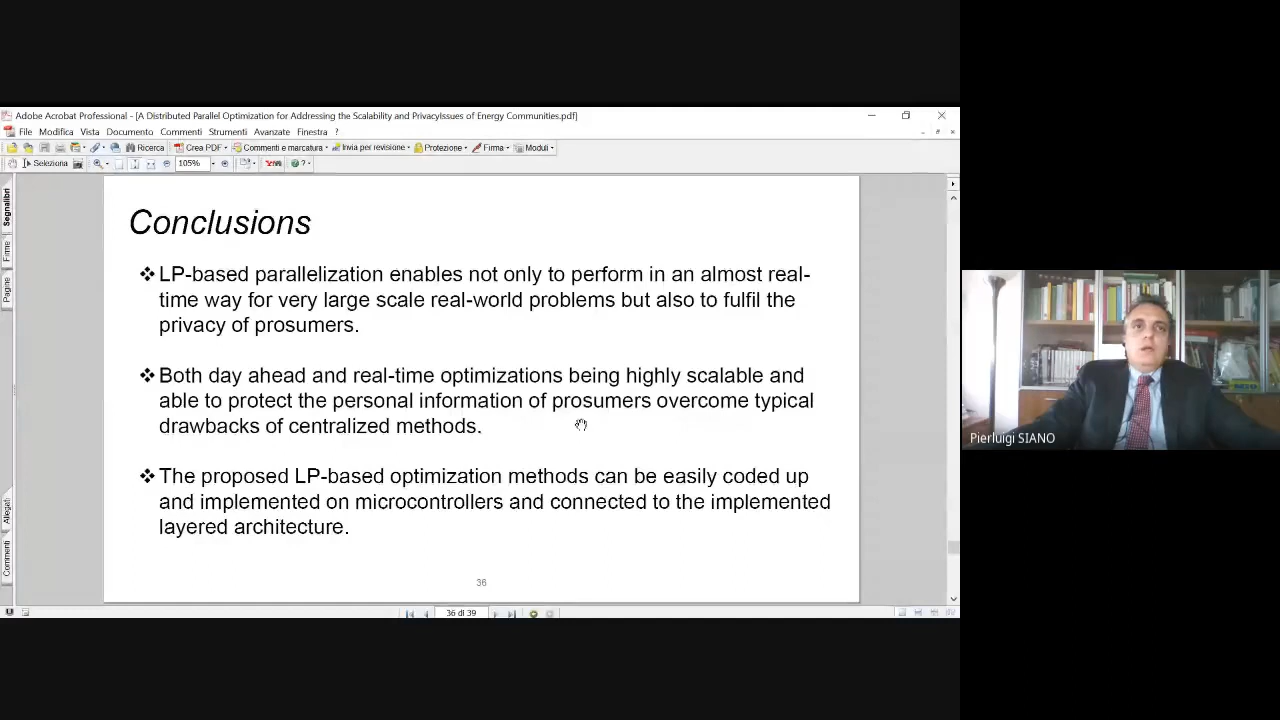 Adobe Acrobat Professional - [A Distributed Parallel Optimization for Addressing the Scalability and PrivacyIssues of Energy Communities.pdf]
File Modifica Vista Documento Commenti Strumenti Avanzate Finestra ?
Ricerca Crea PDF Commenti e marcatura Invia per revisione Protezione Firma Moduli
Seleziona 105% ?
Segnalibri
Firme
Pagine
Allegati
Commenti
Conclusions
❖ LP-based parallelization enables not only to perform in an almost real-
time way for very large scale real-world problems but also to fulfil the
privacy of prosumers.
❖ Both day ahead and real-time optimizations being highly scalable and
able to protect the personal information of prosumers overcome typical
drawbacks of centralized methods.
❖ The proposed LP-based optimization methods can be easily coded up
and implemented on microcontrollers and connected to the implemented
layered architecture.
36
36 di 39
Pierluigi SIANO